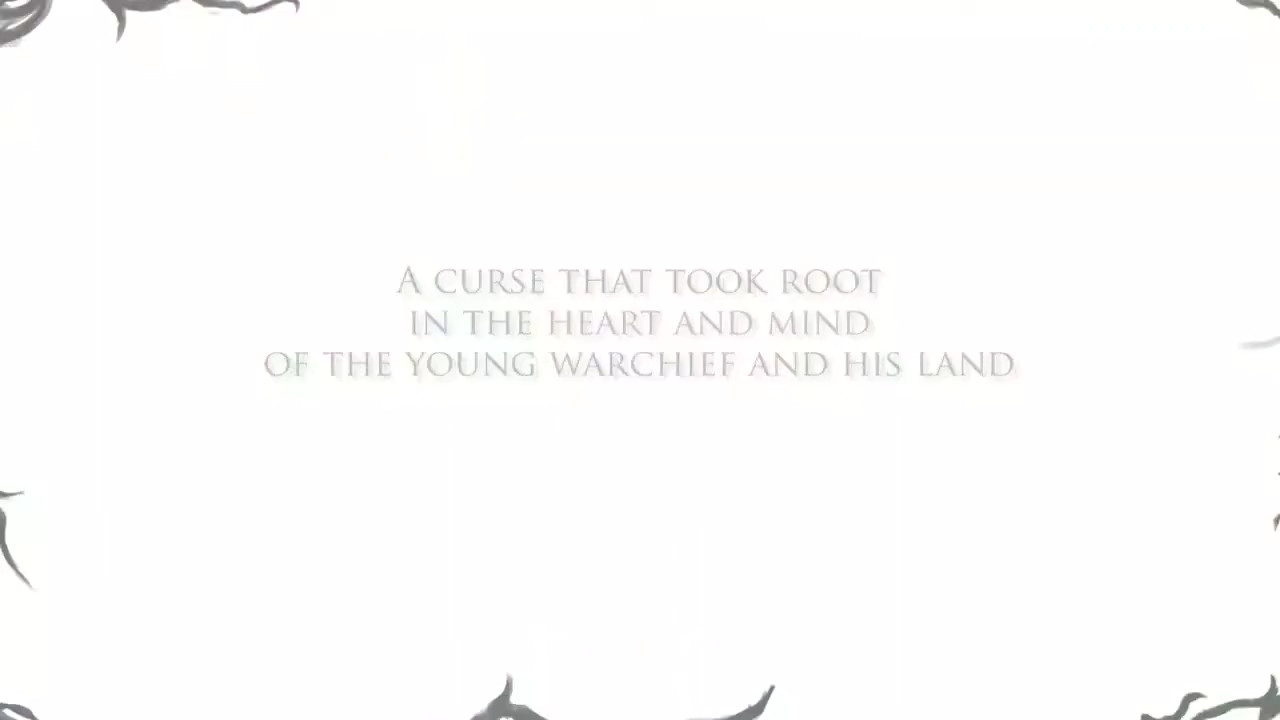 A CURSE THAT TOOK ROOT
IN THE HEART AND MIND
OF THE YOUNG WARCHIEF AND HIS LAND